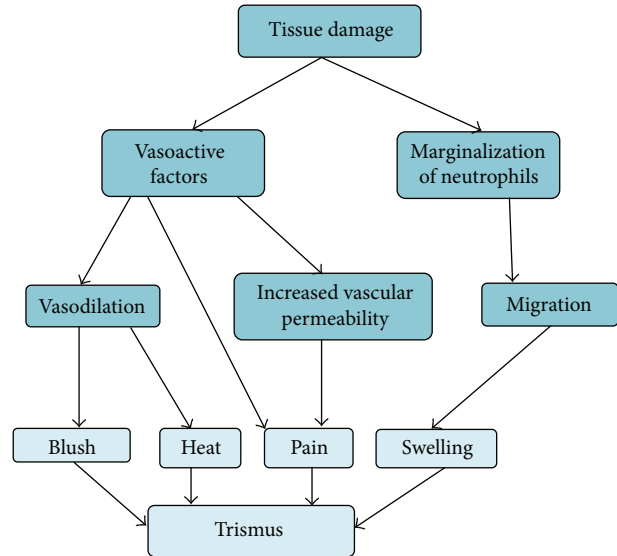 Tissue damage
Vasoactive
factors
Marginalization
of neutrophils
Vasodilation
Increased vascular
permeability
Migration
Blush
Heat
Pain
Swelling
Trismus